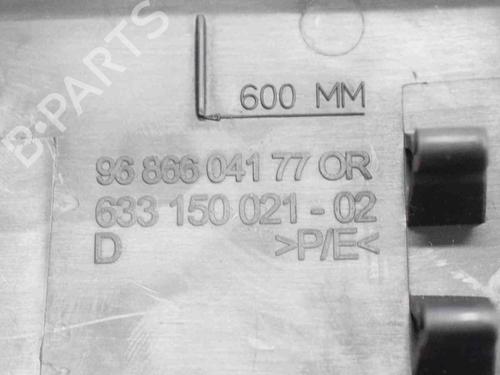 B-PARTS
600 MM
96 866 041 77 OR
633 150 021 - 02
D >P/E<